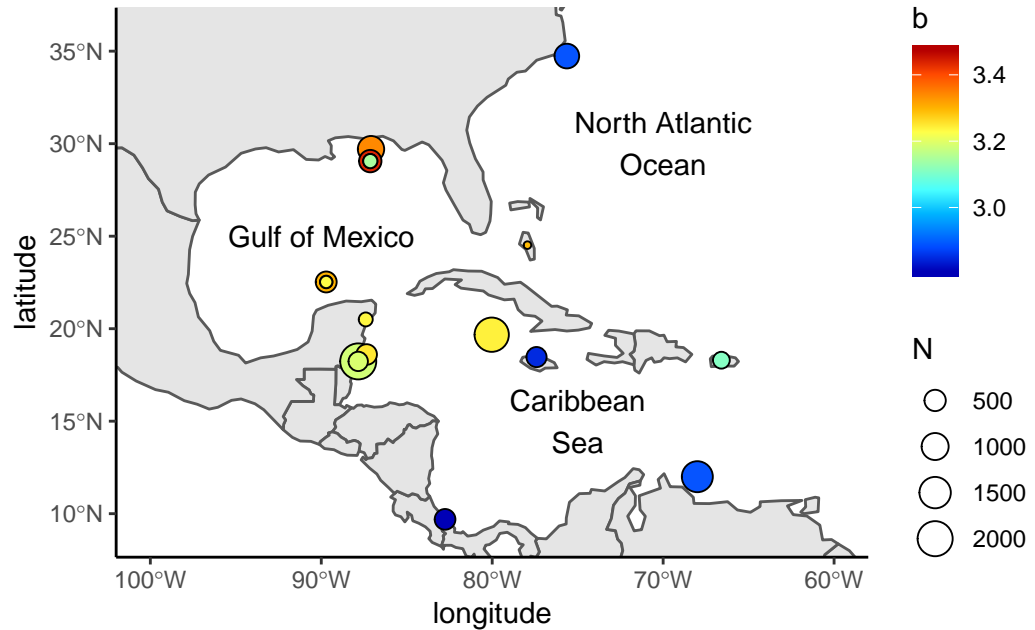 b
3.4
3.2
3.0
N
500
1000
1500
2000
35°N
30°N
25°N
20°N
15°N
10°N
latitude
North Atlantic
Ocean
Gulf of Mexico
Caribbean
Sea
100°W
90°W
80°W
70°W
60°W
longitude